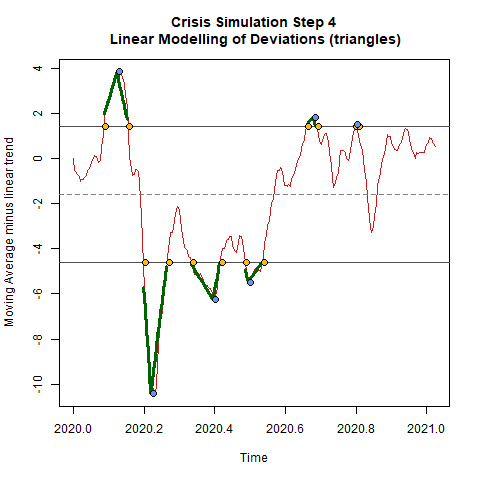 Crisis Simulation Step 4
Linear Modelling of Deviations (triangles)
Moving Average minus linear trend
4
2
0
-2
-4
-6
-8
-10
2020.0 2020.2 2020.4 2020.6 2020.8 2021.0
Time